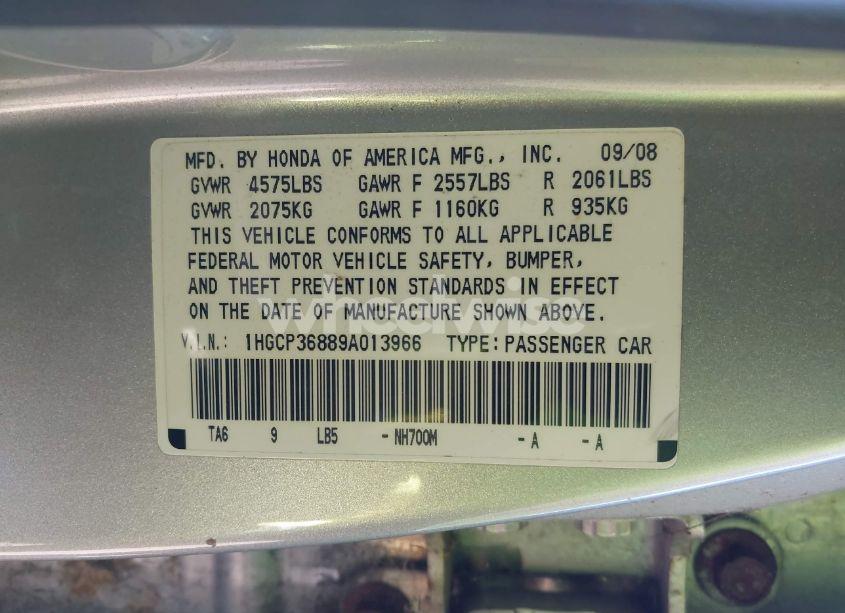 MFD. BY HONDA OF AMERICA MFG., INC. 09/08
GVWR 4575LBS GAWR F 2557LBS R 2061LBS
GVWR 2075KG GAWR F 1160KG R 935KG
THIS VEHICLE CONFORMS TO ALL APPLICABLE
FEDERAL MOTOR VEHICLE SAFETY, BUMPER,
AND THEFT PREVENTION STANDARDS IN EFFECT
ON THE DATE OF MANUFACTURE SHOWN ABOVE.
wheelwise
V.I.N.: 1HGCP36889A013966 TYPE: PASSENGER CAR
TA6 9 LB5 - NH700M - A - A